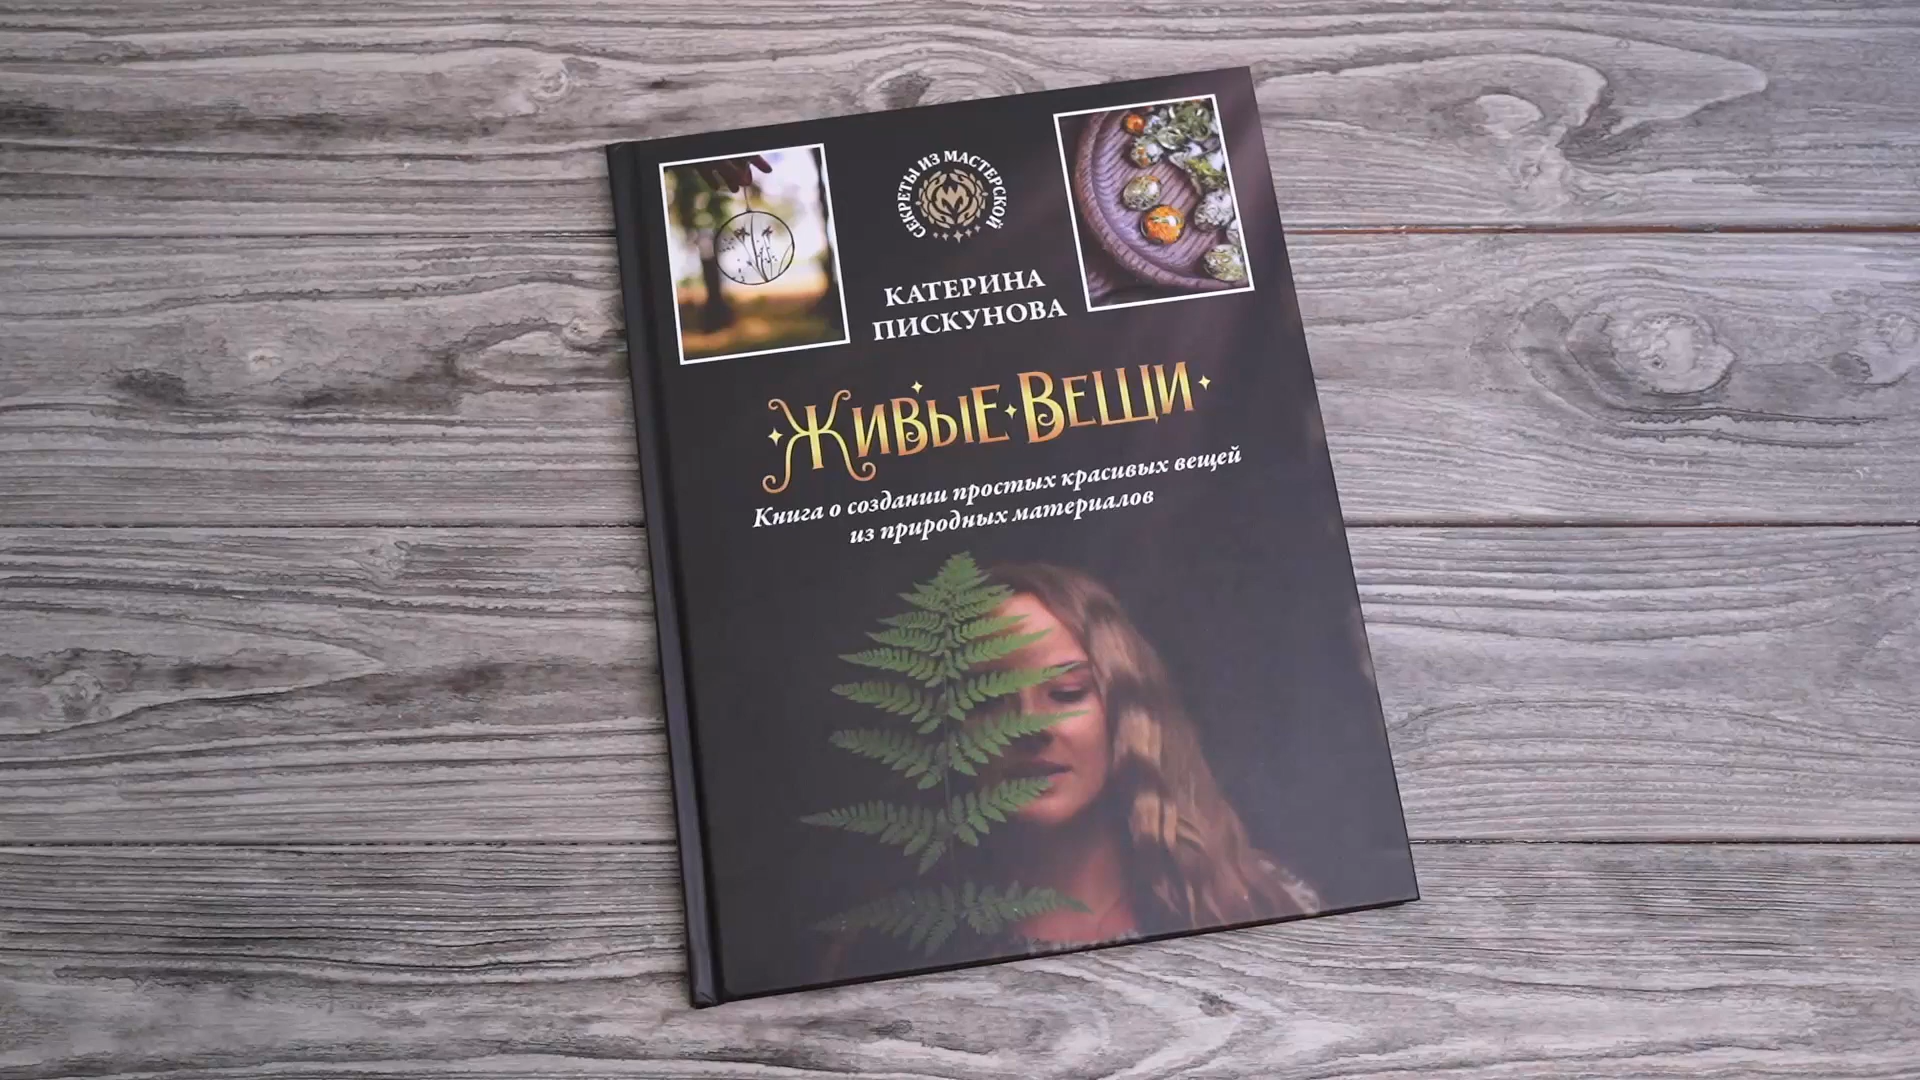 СЕКРЕТЫ ИЗ МАСТЕРСКОЙ
КАТЕРИНА
ПИСКУНОВА
ЖИВЫЕ ВЕЩИ
Книга о создании простых красивых вещей
из природных материалов